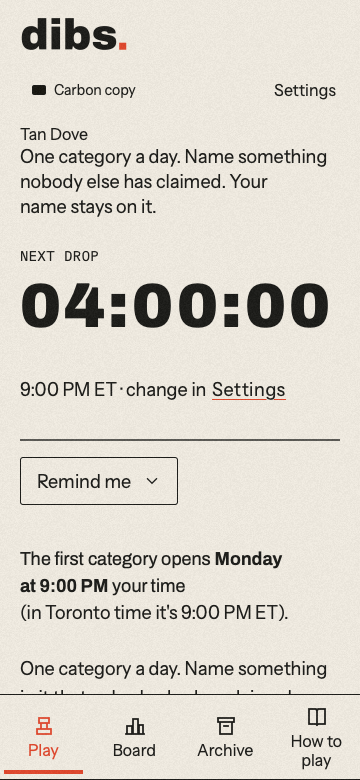 dibs.
Carbon copy
Settings
Tan Dove
One category a day. Name something
nobody else has claimed. Your
name stays on it.
NEXT DROP
04:00:00
9:00 PM ET · change in Settings
Remind me
The first category opens Monday
at 9:00 PM your time
(in Toronto time it's 9:00 PM ET).
One category a day. Name something
Play
Board
Archive
How to
play